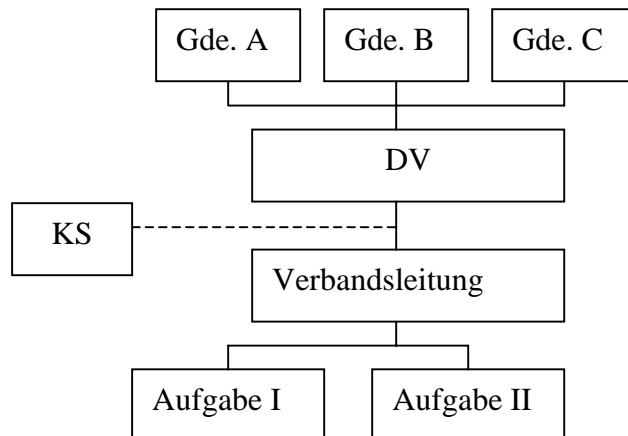 Gde. A
Gde. B
Gde. C
DV
KS
Verbandsleitung
Aufgabe I
Aufgabe II